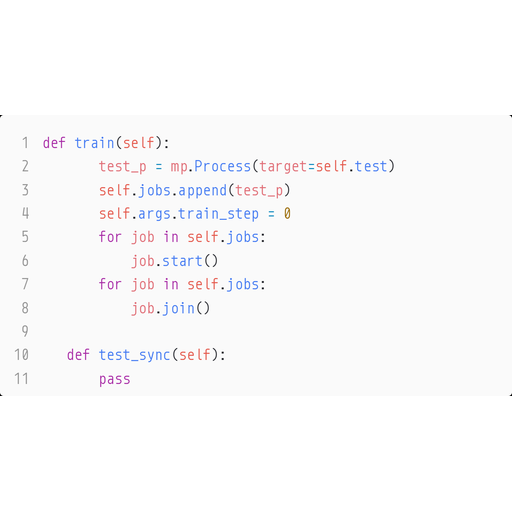 1 def train(self):
2         test_p = mp.Process(target=self.test)
3         self.jobs.append(test_p)
4         self.args.train_step = 0
5         for job in self.jobs:
6             job.start()
7         for job in self.jobs:
8             job.join()
9
10     def test_sync(self):
11         pass